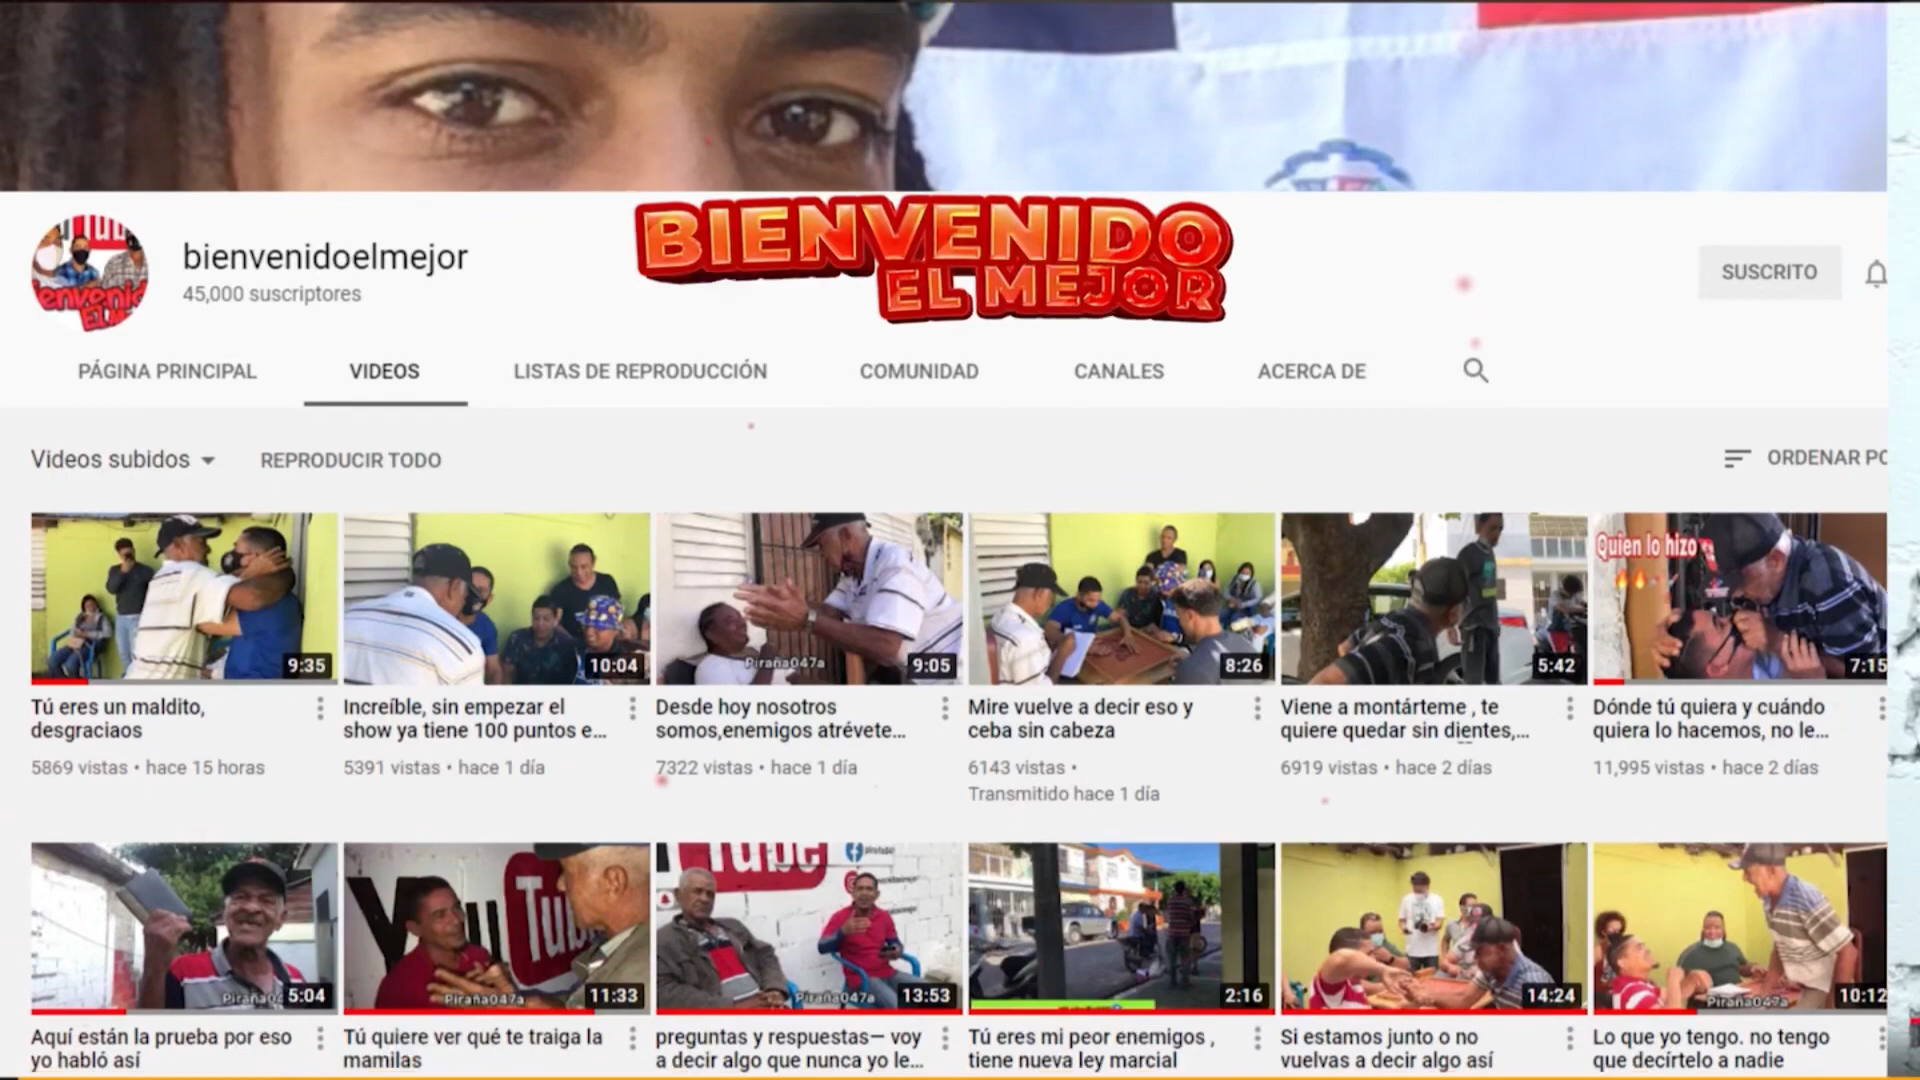 BIENVENIDO
EL MEJOR
bienvenidoelmejor
45,000 suscriptores
SUSCRITO
PÁGINA PRINCIPAL
VIDEOS
LISTAS DE REPRODUCCIÓN
COMUNIDAD
CANALES
ACERCA DE
Videos subidos
REPRODUCIR TODO
ORDENAR PO
9:35
10:04
Piraña047a
9:05
8:26
5:42
Quien lo hizo
7:15
Tú eres un maldito,
desgraciaos
5869 vistas • hace 15 horas
Increíble, sin empezar el
show ya tiene 100 puntos e...
5391 vistas • hace 1 día
Desde hoy nosotros
somos,enemigos atrévete...
7322 vistas • hace 1 día
Mire vuelve a decir eso y
ceba sin cabeza
6143 vistas •
Transmitido hace 1 día
Viene a montárteme , te
quiere quedar sin dientes,...
6919 vistas • hace 2 días
Dónde tú quiera y cuándo
quiera lo hacemos, no le...
11,995 vistas • hace 2 días
5:04
You Tub
Piraña047a
11:33
Tube
Piraña047a
13:53
2:16
14:24
Piraña047a
10:12
Aquí están la prueba por eso
yo habló así
Tú quiere ver qué te traiga la
mamilas
preguntas y respuestas— voy
a decir algo que nunca yo le...
Tú eres mi peor enemigos ,
tiene nueva ley marcial
Si estamos junto o no
vuelvas a decir algo así
Lo que yo tengo. no tengo
que decírtelo a nadie